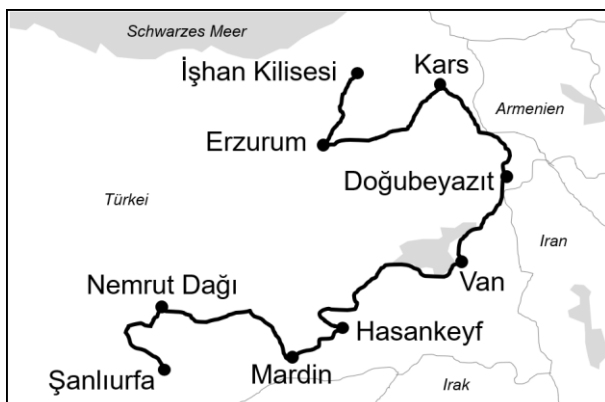 Schwarzes Meer
İşhan Kilisesi
Kars
Armenien
Erzurum
Doğubeyazıt
Türkei
Iran
Van
Nemrut Dağı
Hasankeyf
Mardin
Şanlıurfa
Irak